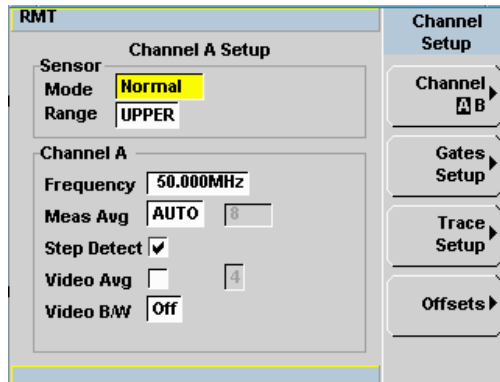 RMT
Channel A Setup
Sensor
Mode Normal
Range UPPER
Channel A
Frequency 50.000MHz
Meas Avg AUTO 8
Step Detect
Video Avg 4
Video B/W Off
Channel
Setup
Channel
A B
Gates
Setup
Trace
Setup
Offsets